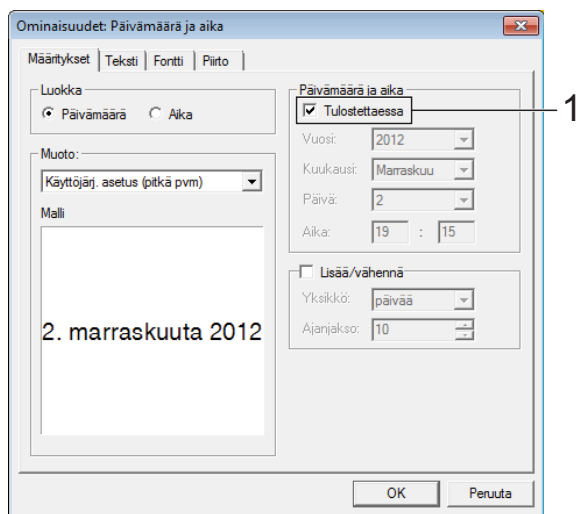 Ominaisuudet: Päivämäärä ja aika
Määritykset Teksti Fontti Piirto
Luokka
Päivämäärä Aika
Muoto:
Käyttöjärj. asetus (pitkä pvm)
Malli
2. marraskuuta 2012
Päivämäärä ja aika
Tulostettaessa
1
Vuosi: 2012
Kuukausi: Marraskuu
Päivä: 2
Aika: 19 : 15
Lisää/vähennä
Yksikkö: päivää
Ajanjakso: 10
OK Peruuta